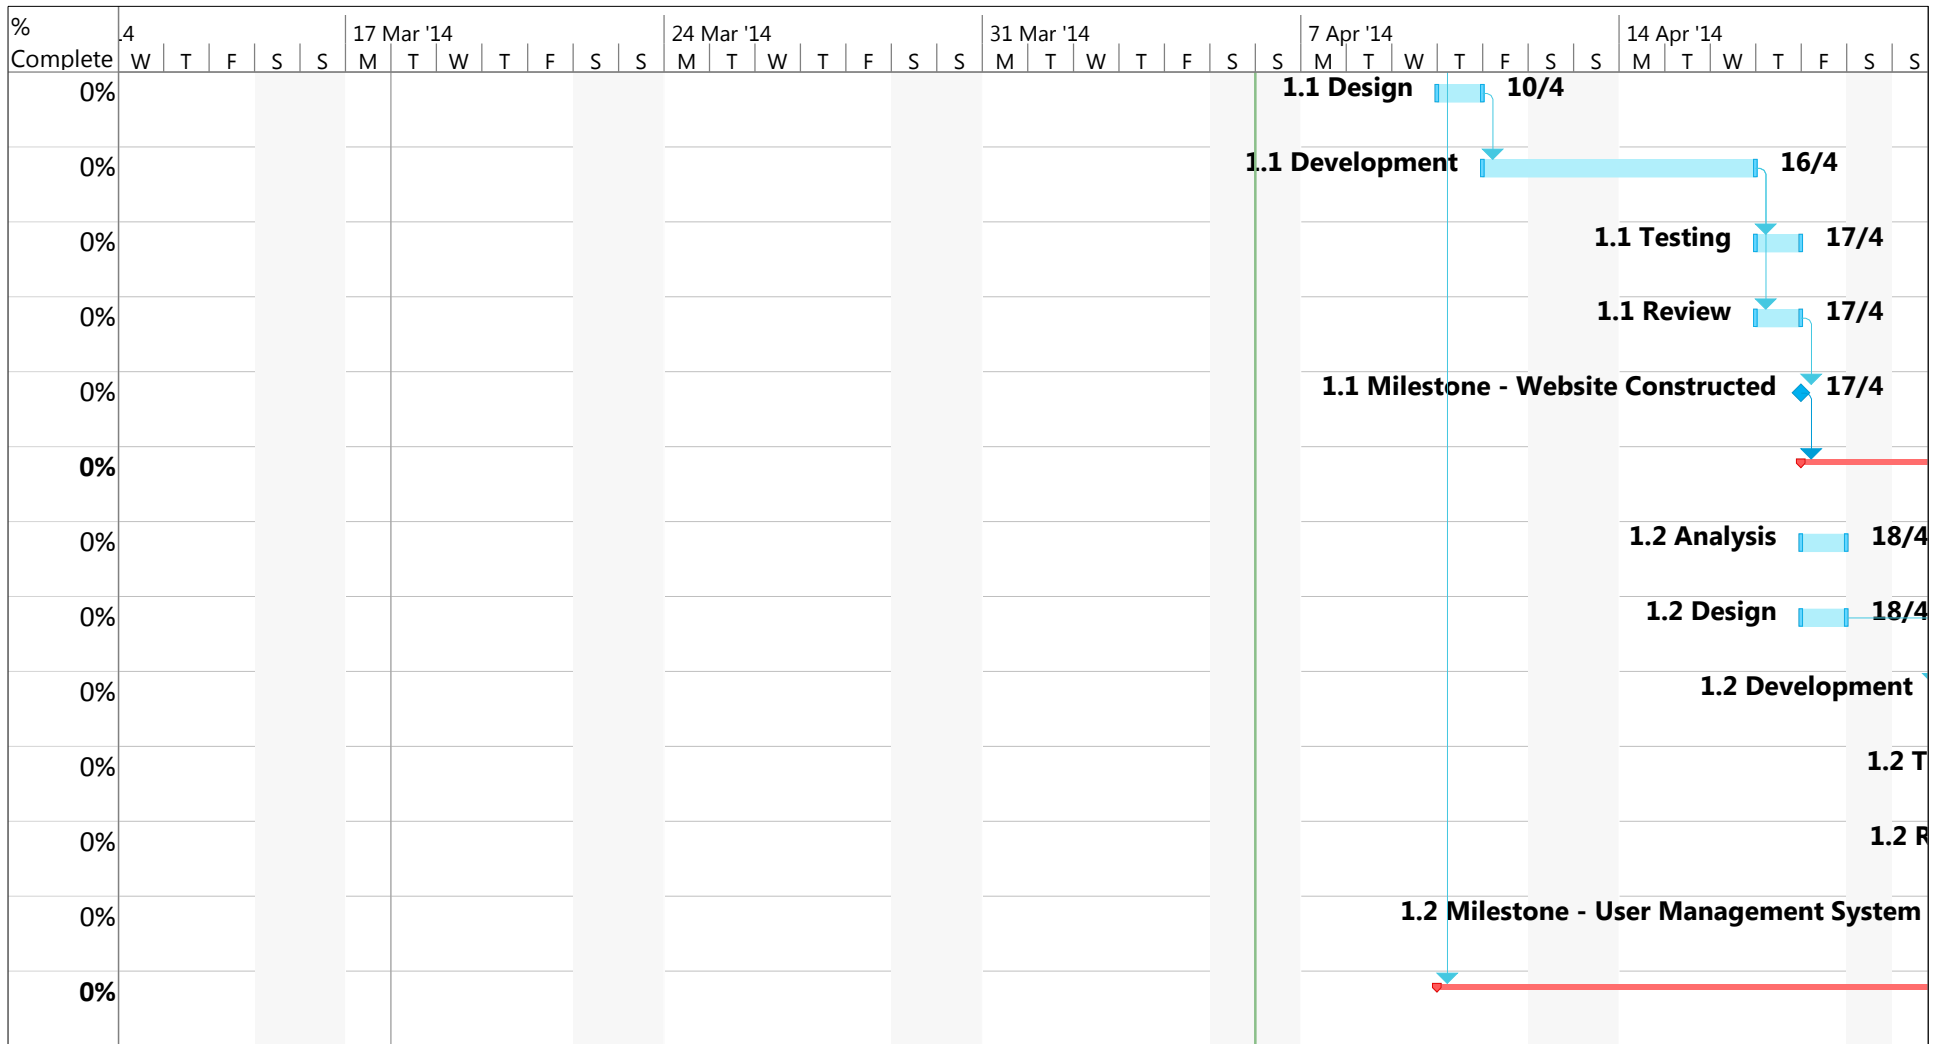 %
Complete
.4 17 Mar '14 24 Mar '14 31 Mar '14 7 Apr '14 14 Apr '14
W T F S S M T W T F S S M T W T F S S M T W T F S S M T W T F S S M T W T F S S
0% 1.1 Design 10/4
0% 1.1 Development 16/4
0% 1.1 Testing 17/4
0% 1.1 Review 17/4
0% 1.1 Milestone - Website Constructed 17/4
0%
0% 1.2 Analysis 18/4
0% 1.2 Design 18/4
0% 1.2 Development
0% 1.2 T
0% 1.2 R
0% 1.2 Milestone - User Management System
0%